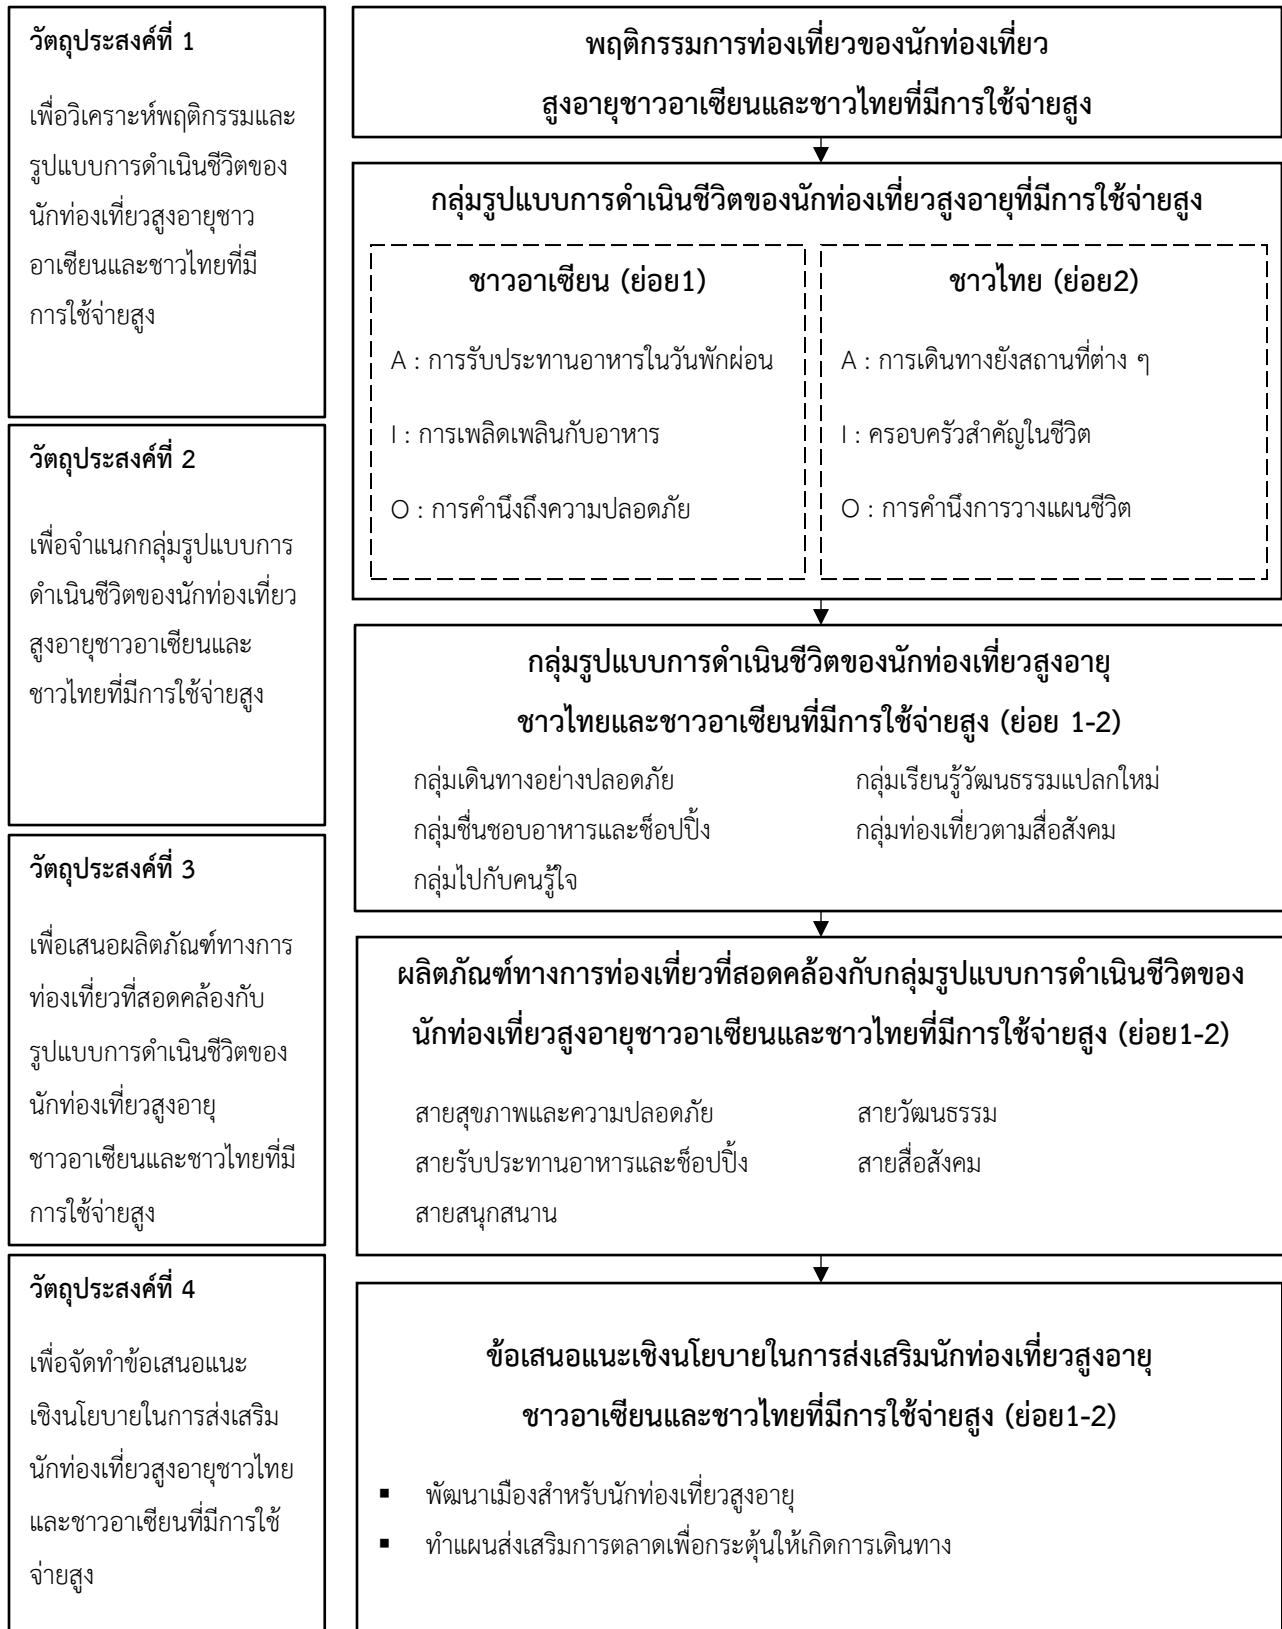 วัตถุประสงค์ที่ 1
เพื่อวิเคราะห์พฤติกรรมและ
รูปแบบการดำเนินชีวิตของ
นักท่องเที่ยวสูงอายุชาว
อาเซียนและชาวไทยที่มี
การใช้จ่ายสูง
วัตถุประสงค์ที่ 2
เพื่อจำแนกกลุ่มรูปแบบการ
ดำเนินชีวิตของนักท่องเที่ยว
สูงอายุชาวอาเซียนและ
ชาวไทยที่มีการใช้จ่ายสูง
วัตถุประสงค์ที่ 3
เพื่อเสนอผลิตภัณฑ์ทางการ
ท่องเที่ยวที่สอดคล้องกับ
รูปแบบการดำเนินชีวิตของ
นักท่องเที่ยวสูงอายุ
ชาวอาเซียนและชาวไทยที่มี
การใช้จ่ายสูง
วัตถุประสงค์ที่ 4
เพื่อจัดทำข้อเสนอแนะ
เชิงนโยบายในการส่งเสริม
นักท่องเที่ยวสูงอายุชาวไทย
และชาวอาเซียนที่มีการใช้
จ่ายสูง
พฤติกรรมการท่องเที่ยวของนักท่องเที่ยว
สูงอายุชาวอาเซียนและชาวไทยที่มีการใช้จ่ายสูง
กลุ่มรูปแบบการดำเนินชีวิตของนักท่องเที่ยวสูงอายุที่มีการใช้จ่ายสูง
ชาวอาเซียน (ย่อย1)
A : การรับประทานอาหารในวันพักผ่อน
I : การเพลิดเพลินกับอาหาร
O : การคำนึงถึงความปลอดภัย
ชาวไทย (ย่อย2)
A : การเดินทางยังสถานที่ต่าง ๆ
I : ครอบครัวสำคัญในชีวิต
O : การคำนึงการวางแผนชีวิต
กลุ่มรูปแบบการดำเนินชีวิตของนักท่องเที่ยวสูงอายุ
ชาวไทยและชาวอาเซียนที่มีการใช้จ่ายสูง (ย่อย 1-2)
กลุ่มเดินทางอย่างปลอดภัย
กลุ่มเรียนรู้วัฒนธรรมแปลกใหม่
กลุ่มชื่นชอบอาหารและช็อปปิ้ง
กลุ่มท่องเที่ยวตามสื่อสังคม
กลุ่มไปกับคนรู้ใจ
ผลิตภัณฑ์ทางการท่องเที่ยวที่สอดคล้องกับกลุ่มรูปแบบการดำเนินชีวิตของ
นักท่องเที่ยวสูงอายุชาวอาเซียนและชาวไทยที่มีการใช้จ่ายสูง (ย่อย1-2)
สายสุขภาพและความปลอดภัย
สายวัฒนธรรม
สายรับประทานอาหารและช็อปปิ้ง
สายสื่อสังคม
สายสนุกสนาน
ข้อเสนอแนะเชิงนโยบายในการส่งเสริมนักท่องเที่ยวสูงอายุ
ชาวอาเซียนและชาวไทยที่มีการใช้จ่ายสูง (ย่อย1-2)
▪ พัฒนาเมืองสำหรับนักท่องเที่ยวสูงอายุ
▪ ทำแผนส่งเสริมการตลาดเพื่อกระตุ้นให้เกิดการเดินทาง